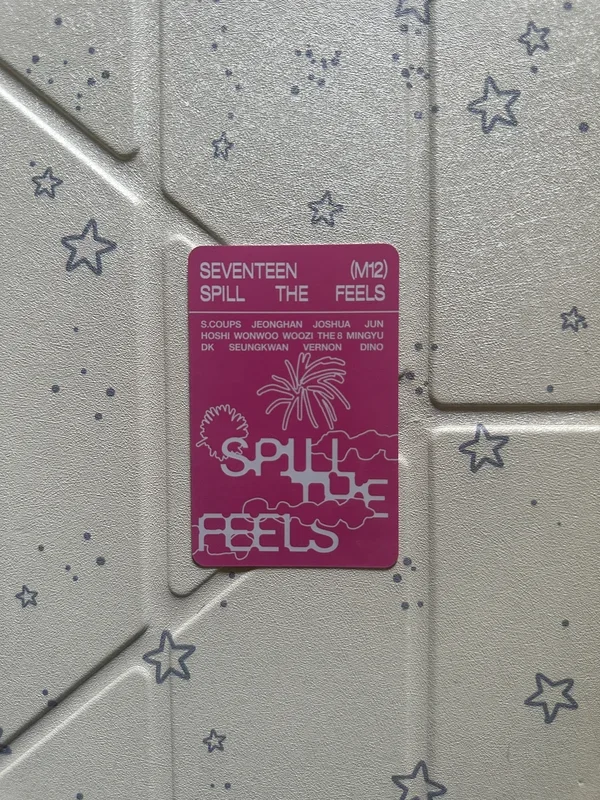 SEVENTEEN (M12)
SPILL THE FEELS
S.COUPS JEONGHAN JOSHUA JUN
HOSHI WONWOO WOOZI THE 8 MINGYU
DK SEUNGKWAN VERNON DINO
SPILL
THE
FEELS